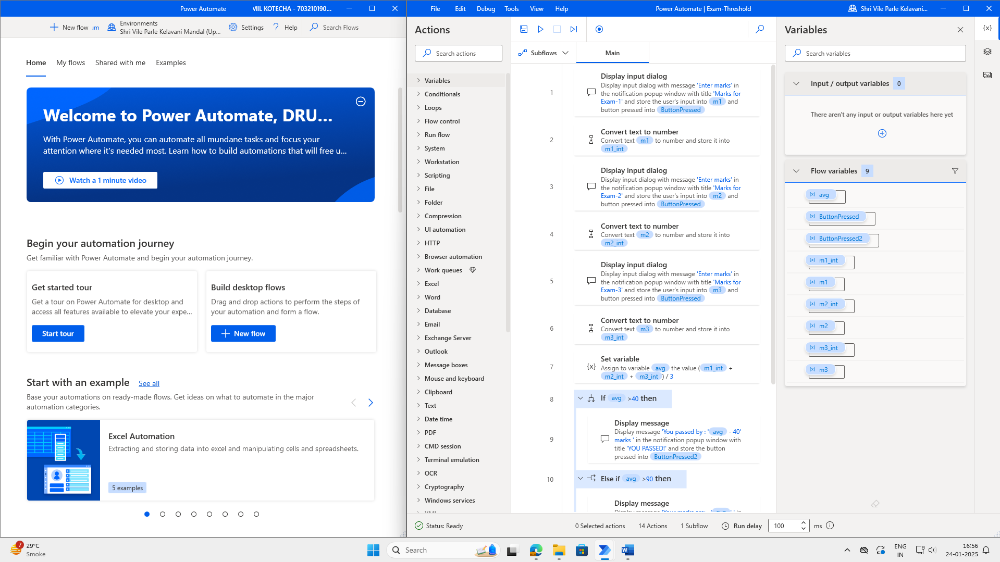 Power Automate
MIL KOTECHA - 703210190...
New flow
Environments
Shri Vile Parle Kelavani Mandal (Up...
Settings
Help
Search Flows
Home
My flows
Shared with me
Examples
Welcome to Power Automate, DRU...
With Power Automate, you can automate all mundane tasks and focus your
attention where it's needed most. Learn how to build automations that will free u...
Watch a 1 minute video
Begin your automation journey
Get familiar with Power Automate and begin your automation journey.
Get started tour
Get a tour on Power Automate for desktop and
access all features available to elevate your expe...
Start tour
Build desktop flows
Drag and drop actions to perform the steps of
your automation and form a flow.
New flow
Start with an example
See all
Base your automations on ready-made flows. Get ideas on what to automate in the major
automation categories.
Excel Automation
Extracting and storing data into excel and manipulating cells and spreadsheets.
5 examples
File
Edit
Debug
Tools
View
Help
Power Automate | Exam-Threshold
Shri Vile Parle Kelavani...
Actions
Search actions
Variables
Conditionals
Loops
Flow control
Run flow
System
Workstation
Scripting
File
Folder
Compression
UI automation
HTTP
Browser automation
Work queues
Excel
Word
Database
Email
Exchange Server
Outlook
Message boxes
Mouse and keyboard
Clipboard
Text
Date time
PDF
CMD session
Terminal emulation
OCR
Cryptography
Windows services
Subflows
Main
1
Display input dialog
Display input dialog with message 'Enter marks' in
the notification popup window with title 'Marks for
Exam-1' and store the user's input into m1 and
button pressed into ButtonPressed
2
Convert text to number
Convert text m1 to number and store it into
m1_int
3
Display input dialog
Display input dialog with message 'Enter marks' in
the notification popup window with title 'Marks for
Exam-2' and store the user's input into m2 and
button pressed into ButtonPressed
4
Convert text to number
Convert text m2 to number and store it into
m2_int
5
Display input dialog
Display input dialog with message 'Enter marks' in
the notification popup window with title 'Marks for
Exam-3' and store the user's input into m3 and
button pressed into ButtonPressed
6
Convert text to number
Convert text m3 to number and store it into
m3_int
7
Set variable
{x} Assign to variable avg the value ( m1_int +
m2_int + m3_int ) / 3
8
If avg >40 then
9
Display message
Display message 'You passed by : ' avg - 40'
marks ' in the notification popup window with
title 'YOU PASSED!' and store the button
pressed into ButtonPressed2
10
Else if avg >90 then
Display message
Variables
Search variables
Input / output variables 0
There aren't any input or output variables here yet
Flow variables 9
(x) avg
(x) ButtonPressed
(x) ButtonPressed2
(x) m1_int
(x) m1
(x) m2_int
(x) m2
(x) m3_int
(x) m3
{x}
Status: Ready
0 Selected actions
14 Actions
1 Subflow
Run delay
100
ms
7
29°C
Smoke
Search
ENG
IN
16:56
24-01-2025